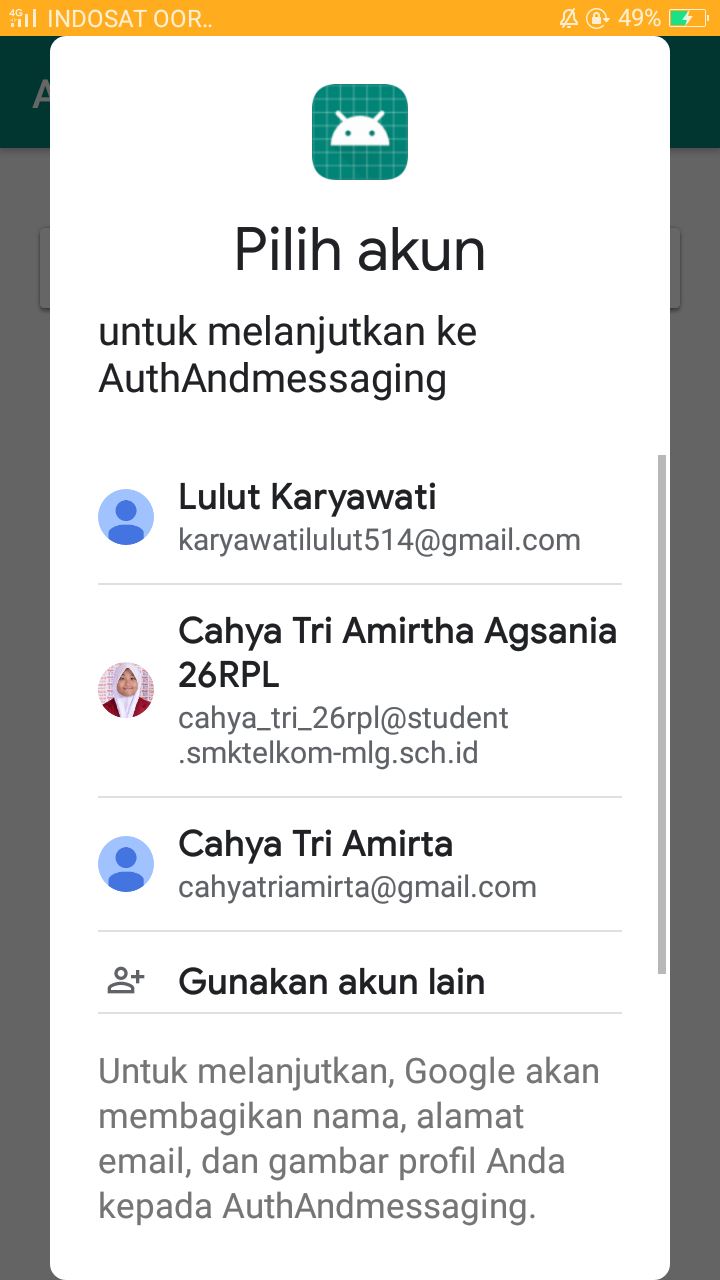 4G INDOSAT OOR.. 49%
A
Pilih akun
untuk melanjutkan ke
AuthAndmessaging
Lulut Karyawati
karyawatilulut514@gmail.com
Cahya Tri Amirtha Agsania
26RPL
cahya_tri_26rpl@student
.smktelkom-mlg.sch.id
Cahya Tri Amirta
cahyatriamirta@gmail.com
Gunakan akun lain
Untuk melanjutkan, Google akan
membagikan nama, alamat
email, dan gambar profil Anda
kepada AuthAndmessaging.